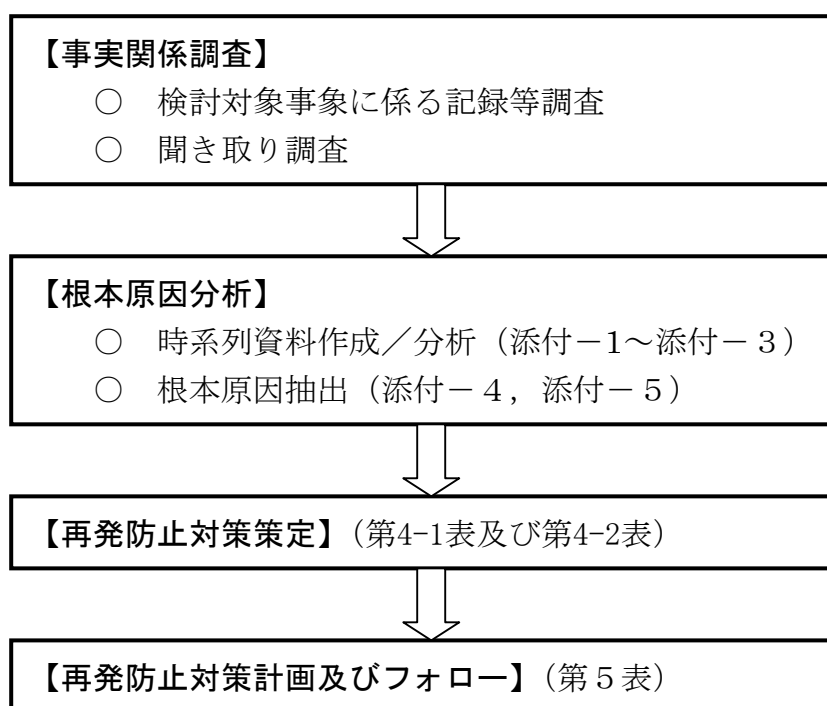 【事実関係調査】
○ 検討対象事象に係る記録等調査
○ 聞き取り調査
【根本原因分析】
○ 時系列資料作成／分析（添付－1～添付－３）
○ 根本原因抽出（添付－４，添付－５）
【再発防止対策策定】（第4-1表及び第4-2表）
【再発防止対策計画及びフォロー】（第５表）